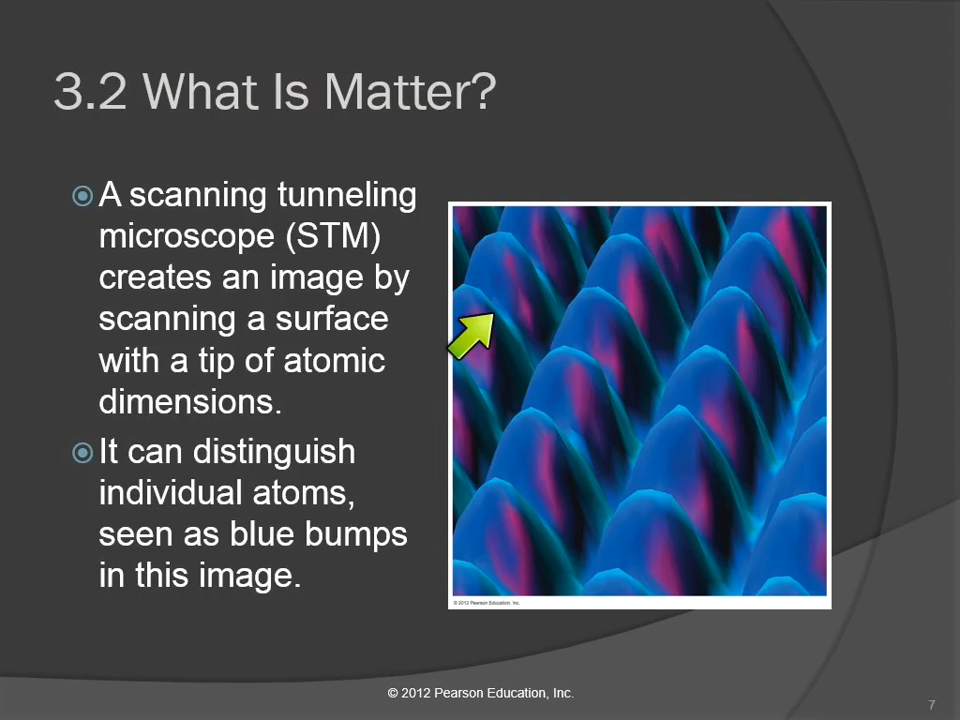 3.2 What Is Matter?
A scanning tunneling
microscope (STM)
creates an image by
scanning a surface
with a tip of atomic
dimensions.
It can distinguish
individual atoms,
seen as blue bumps
in this image.
© 2012 Pearson Education, Inc.
© 2012 Pearson Education, Inc.
7